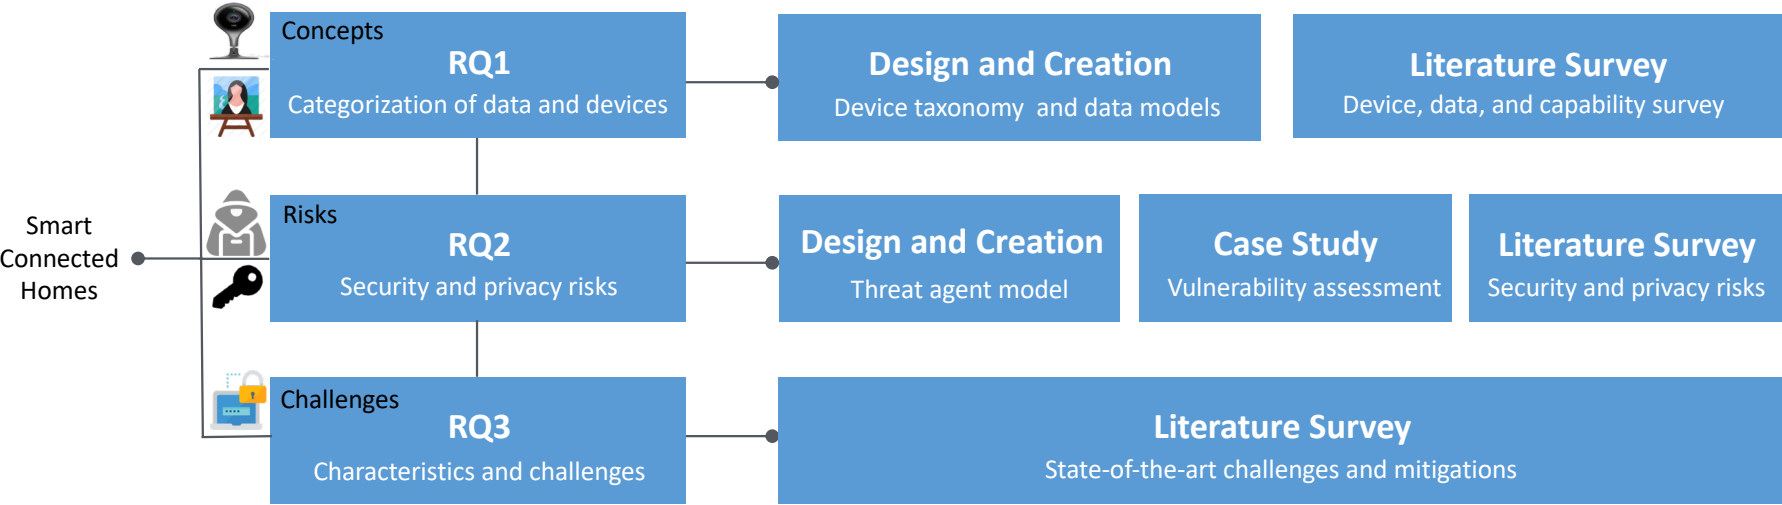 Smart
Connected
Homes
Concepts
RQ1
Categorization of data and devices
Design and Creation
Device taxonomy and data models
Literature Survey
Device, data, and capability survey
Risks
RQ2
Security and privacy risks
Design and Creation
Threat agent model
Case Study
Vulnerability assessment
Literature Survey
Security and privacy risks
Challenges
RQ3
Characteristics and challenges
Literature Survey
State-of-the-art challenges and mitigations